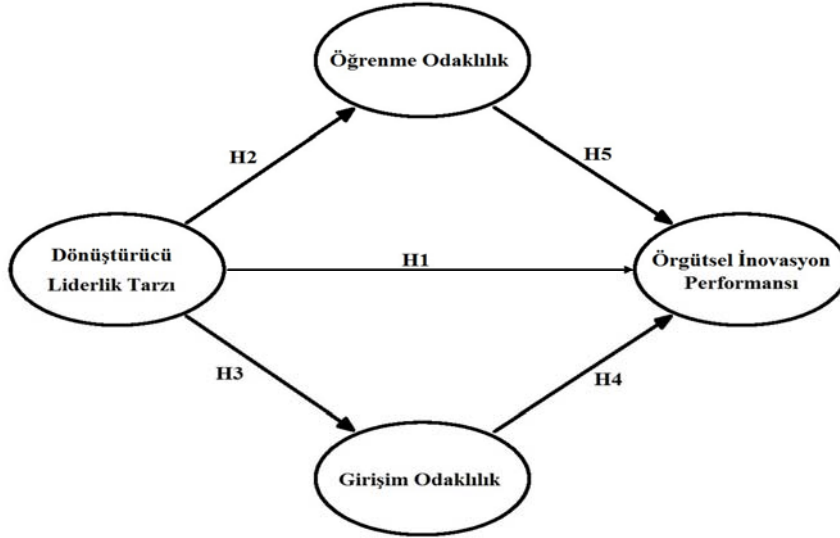 Öğrenme Odaklılık
H2
H5
Dönüştürücü
Liderlik Tarzı
H1
Örgütsel İnovasyon
Performansı
H3
H4
Girişim Odaklılık